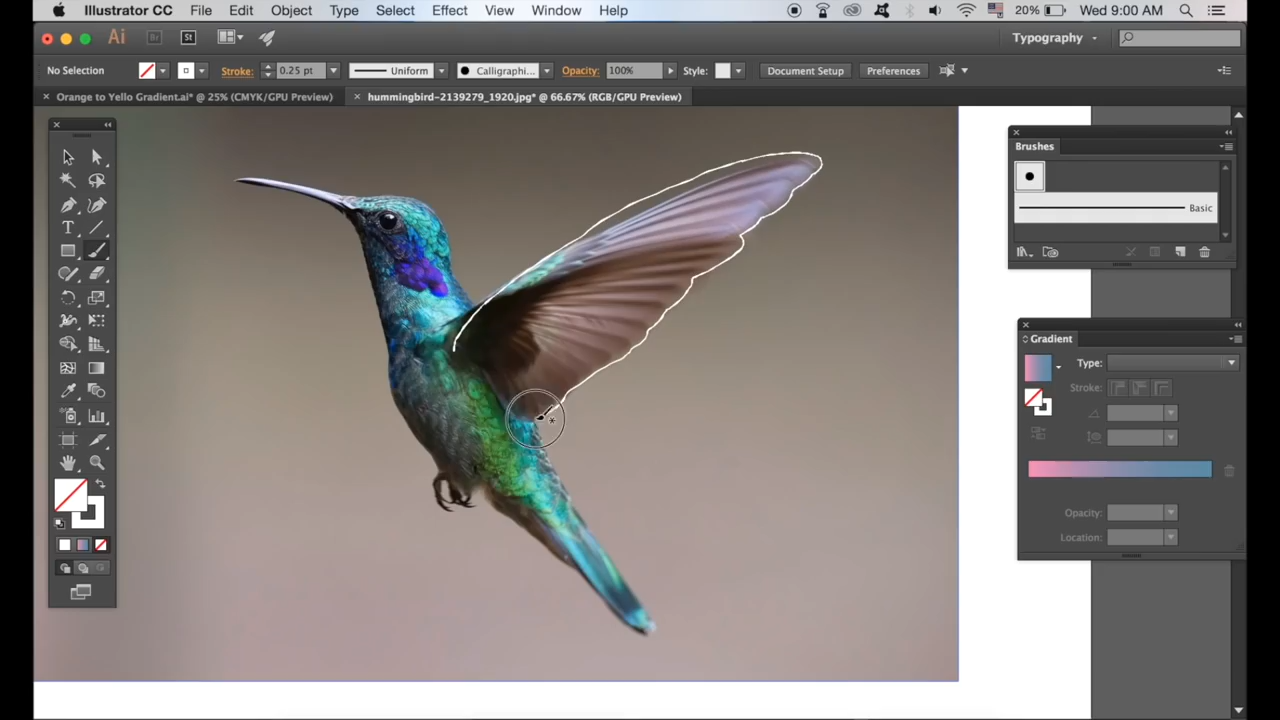 Illustrator CC File Edit Object Type Select Effect View Window Help 20% Wed 9:00 AM
Ai Br St Typography
No Selection Stroke: 0.25 pt Uniform Calligraphi... Opacity: 100% Style: Document Setup Preferences
Orange to Yello Gradient.ai* @ 25% (CMYK/GPU Preview) hummingbird-2139279_1920.jpg* @ 66.67% (RGB/GPU Preview)
Brushes
Basic
Gradient
Type:
Stroke:
Opacity:
Location: